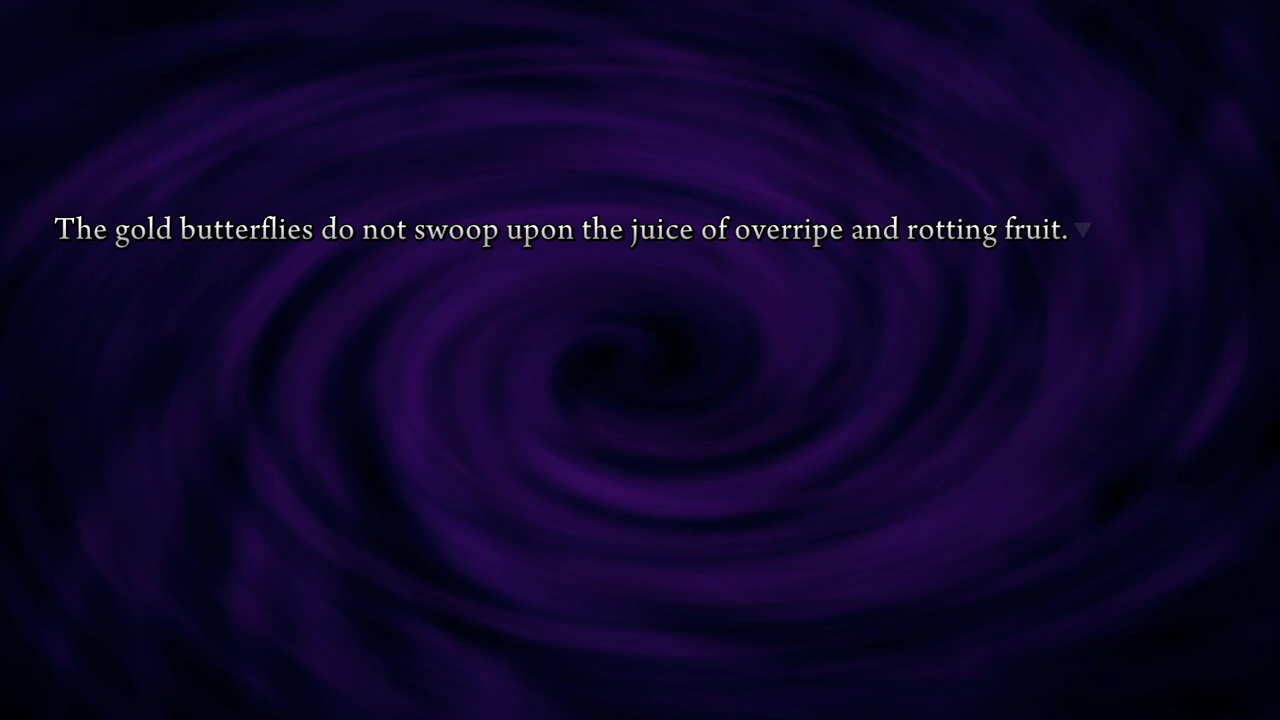 The gold butterflies do not swoop upon the juice of overripe and rotting fruit.